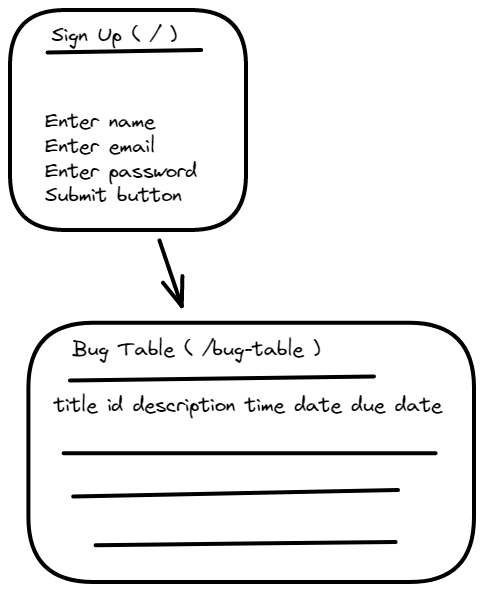 Sign Up ( / )
Enter name
Enter email
Enter password
Submit button
Bug Table ( /bug-table )
title id description time date due date